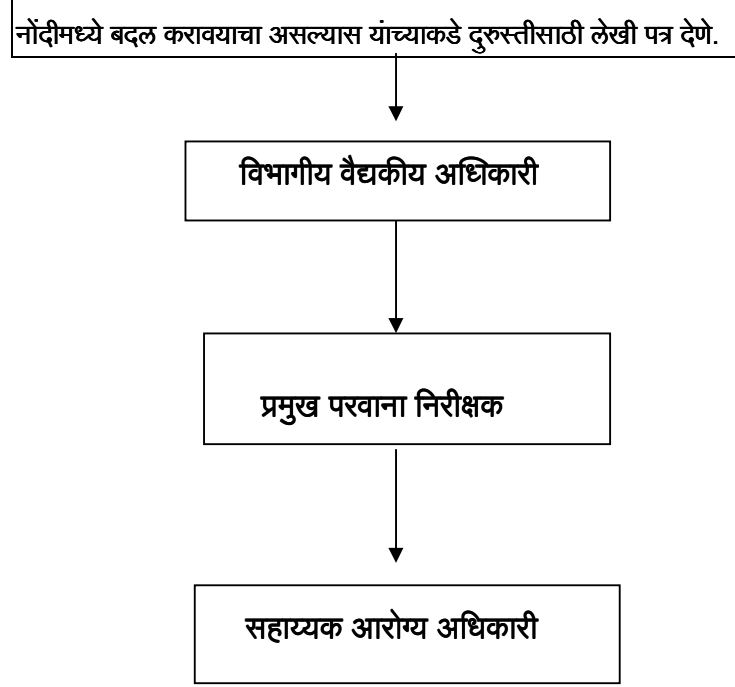 नोंदीमध्ये बदल करावयाचा असल्यास यांच्याकडे दुरुस्तीसाठी लेखी पत्र देणे.
विभागीय वैद्यकीय अधिकारी
प्रमुख परवाना निरीक्षक
सहाय्यक आरोग्य अधिकारी